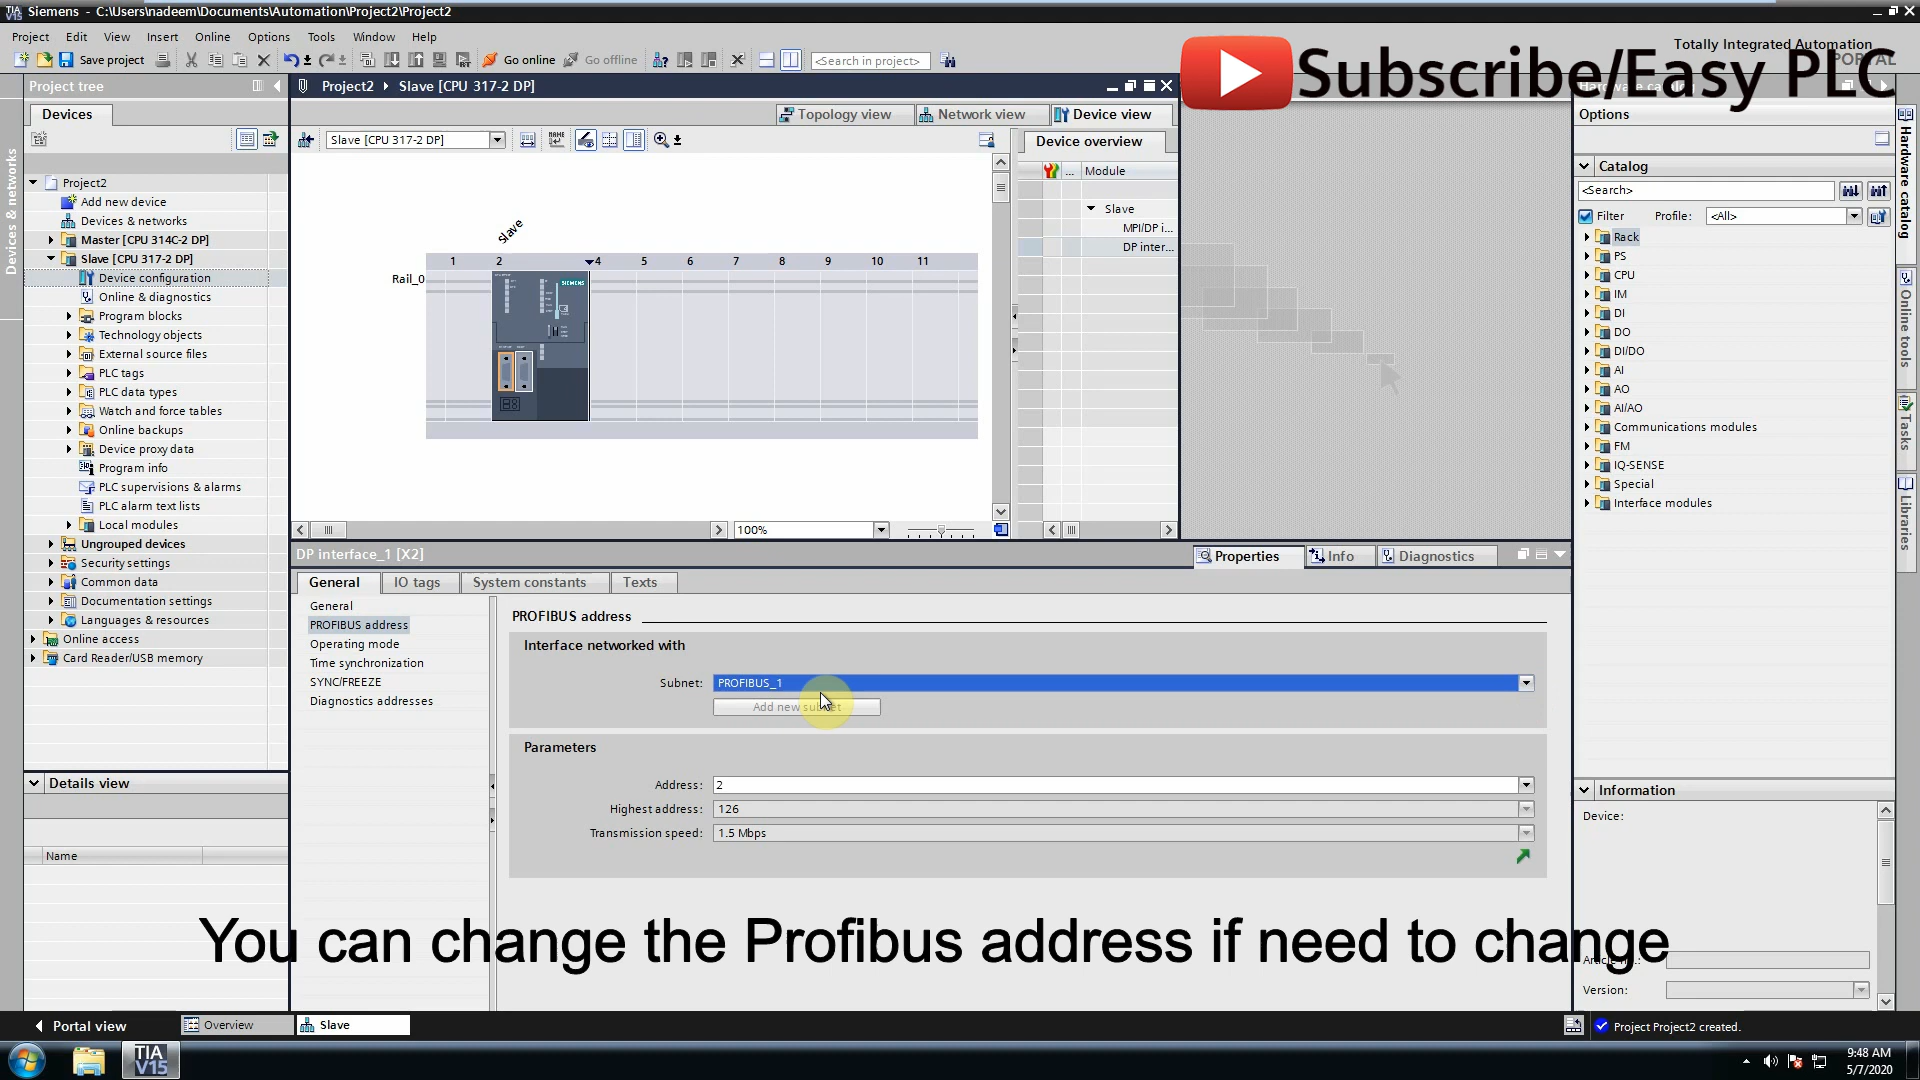 Siemens - C:\Users\nadeem\Documents\Automation\Project2\Project2
Project Edit View Insert Online Options Tools Window Help
Totally Integrated Automation
PORTAL
Save project
Go online Go offline
<Search in project>
Subscribe/Easy PLC
Project tree
Project2 Slave [CPU 317-2 DP]
Devices
Topology view Network view Device view
Options
Slave [CPU 317-2 DP]
Device overview
... Module
Slave
MPI/DP i...
DP inter...
Devices & networks
Project2
Add new device
Devices & networks
Master [CPU 314C-2 DP]
Slave [CPU 317-2 DP]
Device configuration
Online & diagnostics
Program blocks
Technology objects
External source files
PLC tags
PLC data types
Watch and force tables
Online backups
Device proxy data
Program info
PLC supervisions & alarms
PLC alarm text lists
Local modules
Ungrouped devices
Security settings
Common data
Documentation settings
Languages & resources
Online access
Card Reader/USB memory
Slave
1 2 4 5 6 7 8 9 10 11
Rail_0
SIEMENS
100%
Catalog
<Search>
Filter Profile: <All>
Rack
PS
CPU
IM
DI
DO
DI/DO
AI
AO
AI/AO
Communications modules
FM
IQ-SENSE
Special
Interface modules
Hardware catalog
Online tools
Tasks
Libraries
DP interface_1 [X2]
Properties Info Diagnostics
General IO tags System constants Texts
General
PROFIBUS address
Operating mode
Time synchronization
SYNC/FREEZE
Diagnostics addresses
PROFIBUS address
Interface networked with
Subnet: PROFIBUS_1
Add new subnet
Parameters
Address: 2
Highest address: 126
Transmission speed: 1.5 Mbps
Details view
Name
Information
Device:
Version:
You can change the Profibus address if need to change
Portal view Overview Slave
Project Project2 created.
TIA
V15
9:48 AM
5/7/2020